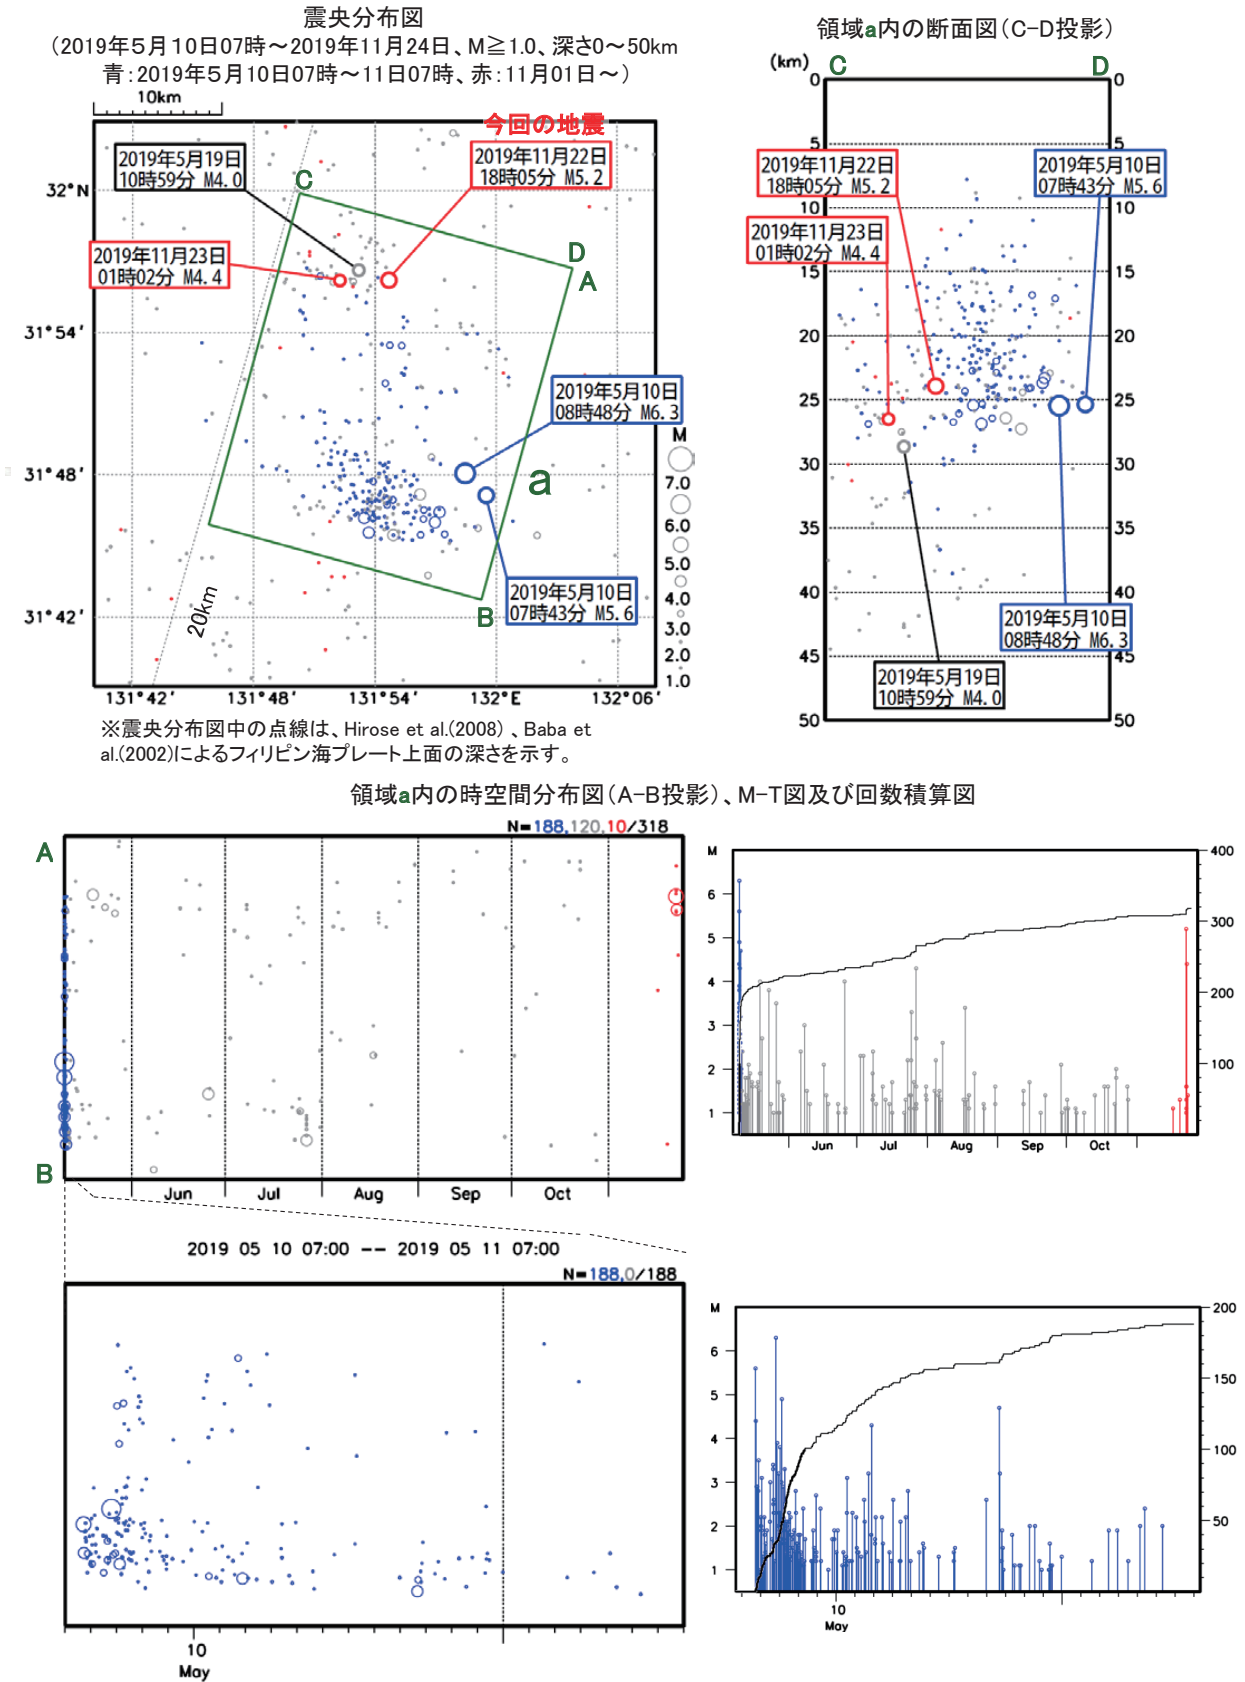 震央分布図
（2019年5月10日07時～2019年11月24日、M≧1.0、深さ0～50km
青：2019年5月10日07時～11日07時、赤：11月01日～）
10km
今回の地震
2019年5月19日
10時59分 M4.0
2019年11月22日
18時05分 M5.2
32°N
C
D
A
2019年11月23日
01時02分 M4.4
31°54′
2019年5月10日
08時48分 M6.3
M
31°48′
a
7.0
6.0
5.0
4.0
3.0
2.0
1.0
2019年5月10日
07時43分 M5.6
B
20km
31°42′
131°42′
131°48′
131°54′
132°E
132°06′
※震央分布図中の点線は、Hirose et al.(2008) 、Baba et
al.(2002)によるフィリピン海プレート上面の深さを示す。
領域a内の断面図（C-D投影）
(km)
C
D
0
0
5
5
2019年11月22日
18時05分 M5.2
2019年5月10日
07時43分 M5.6
10
10
2019年11月23日
01時02分 M4.4
15
15
20
20
25
25
30
30
35
35
40
40
2019年5月10日
08時48分 M6.3
45
45
2019年5月19日
10時59分 M4.0
50
50
領域a内の時空間分布図（A-B投影）、M-T図及び回数積算図
N=188,120,10/318
A
B
Jun
Jul
Aug
Sep
Oct
M
6
5
4
3
2
1
400
300
200
100
Jun
Jul
Aug
Sep
Oct
2019 05 10 07:00 -- 2019 05 11 07:00
N=188,0/188
10
May
M
6
5
4
3
2
1
200
150
100
50
10
May